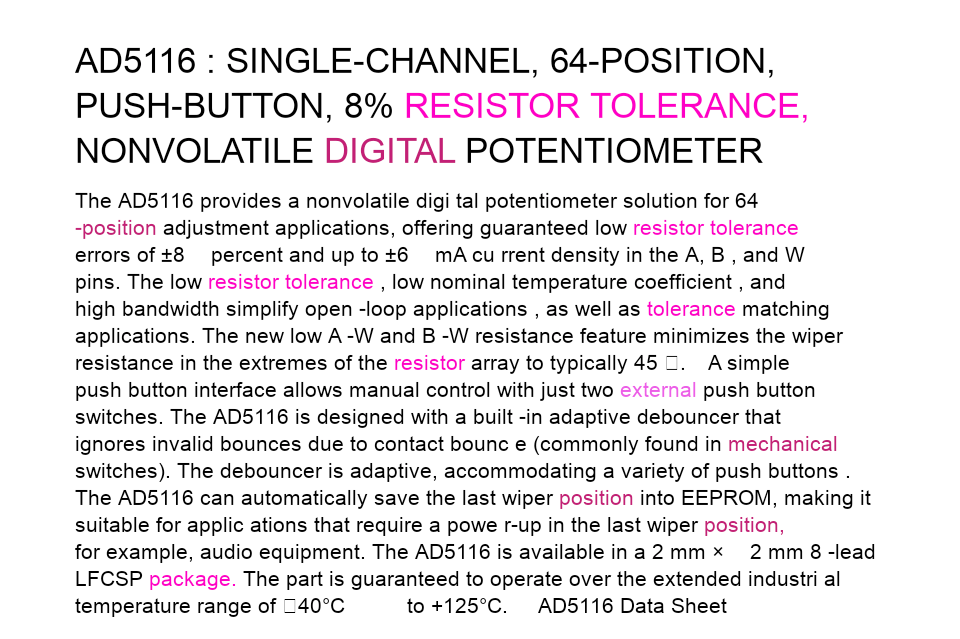 AD5116 : SINGLE-CHANNEL, 64-POSITION,
PUSH-BUTTON, 8% RESISTOR TOLERANCE,
NONVOLATILE DIGITAL POTENTIOMETER
The AD5116 provides a nonvolatile digi tal potentiometer solution for 64
-position adjustment applications, offering guaranteed low resistor tolerance
errors of ±8 percent and up to ±6 mA cu rrent density in the A, B , and W
pins. The low resistor tolerance , low nominal temperature coefficient , and
high bandwidth simplify open -loop applications , as well as tolerance matching
applications. The new low A -W and B -W resistance feature minimizes the wiper
resistance in the extremes of the resistor array to typically 45 □. A simple
push button interface allows manual control with just two external push button
switches. The AD5116 is designed with a built -in adaptive debouncer that
ignores invalid bounces due to contact bounc e (commonly found in mechanical
switches). The debouncer is adaptive, accommodating a variety of push buttons .
The AD5116 can automatically save the last wiper position into EEPROM, making it
suitable for applic ations that require a powe r-up in the last wiper position,
for example, audio equipment. The AD5116 is available in a 2 mm × 2 mm 8 -lead
LFCSP package. The part is guaranteed to operate over the extended industri al
temperature range of □40°C to +125°C. AD5116 Data Sheet